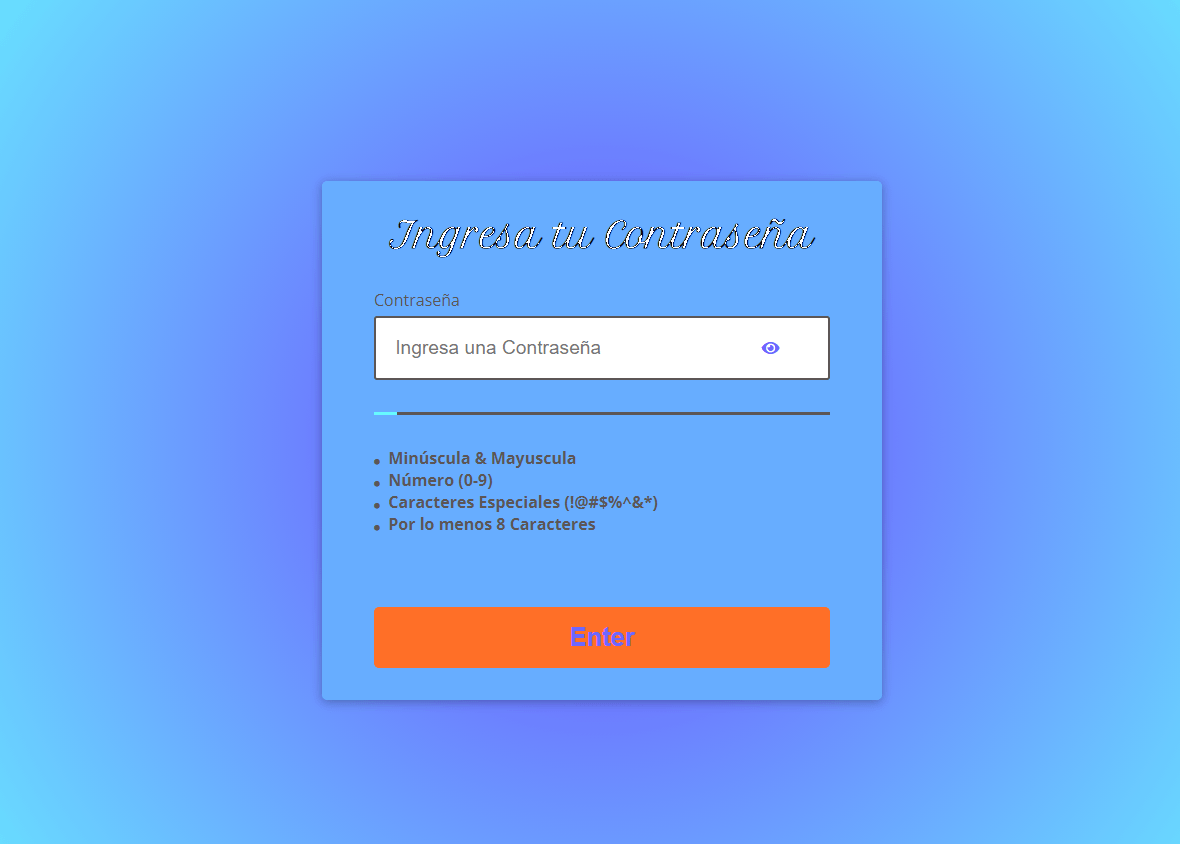 Ingresa tu Contraseña
Contraseña
Ingresa una Contraseña
Minúscula & Mayuscula
Número (0-9)
Caracteres Especiales (!@#$%^&*)
Por lo menos 8 Caracteres
Enter